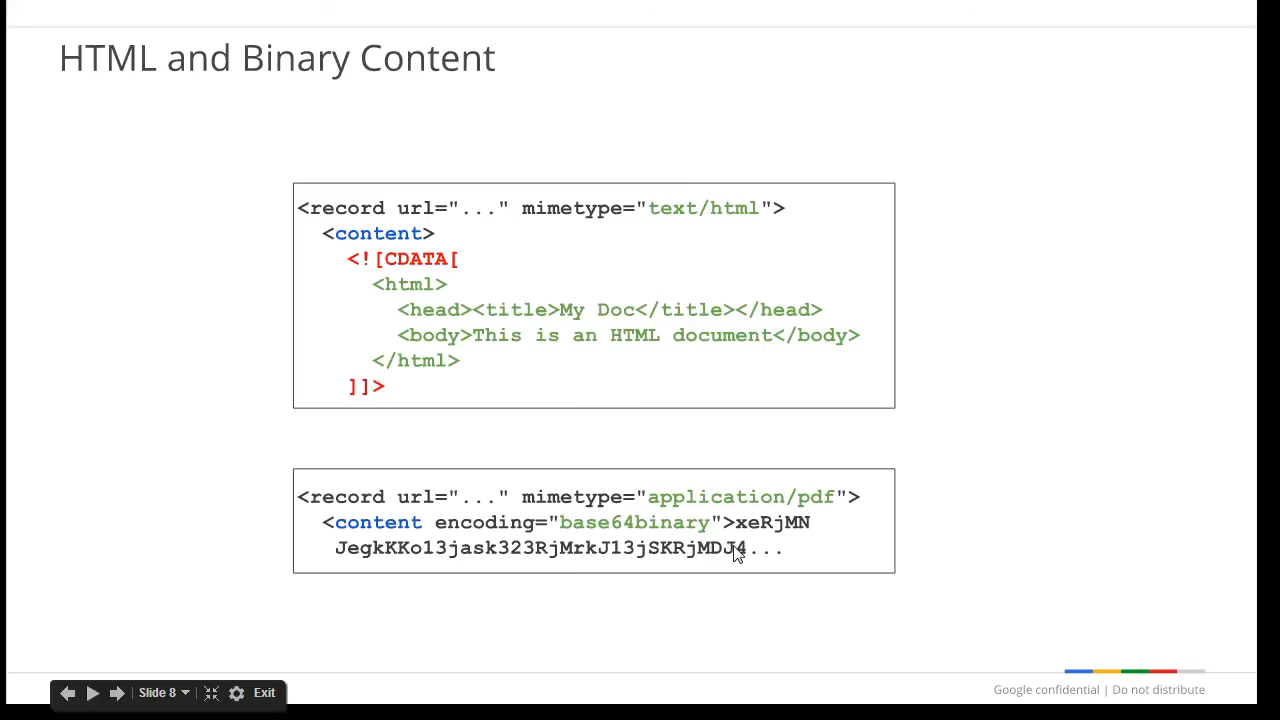 HTML and Binary Content
<record url="..." mimetype="text/html">
<content>
<![CDATA[
<html>
<head><title>My Doc</title></head>
<body>This is an HTML document</body>
</html>
]]>
<record url="..." mimetype="application/pdf">
<content encoding="base64binary">xeRjMN
JegkKKo13jask323RjMrkJ13jSKRjMDJ4...
Slide 8
Exit
Google confidential | Do not distribute